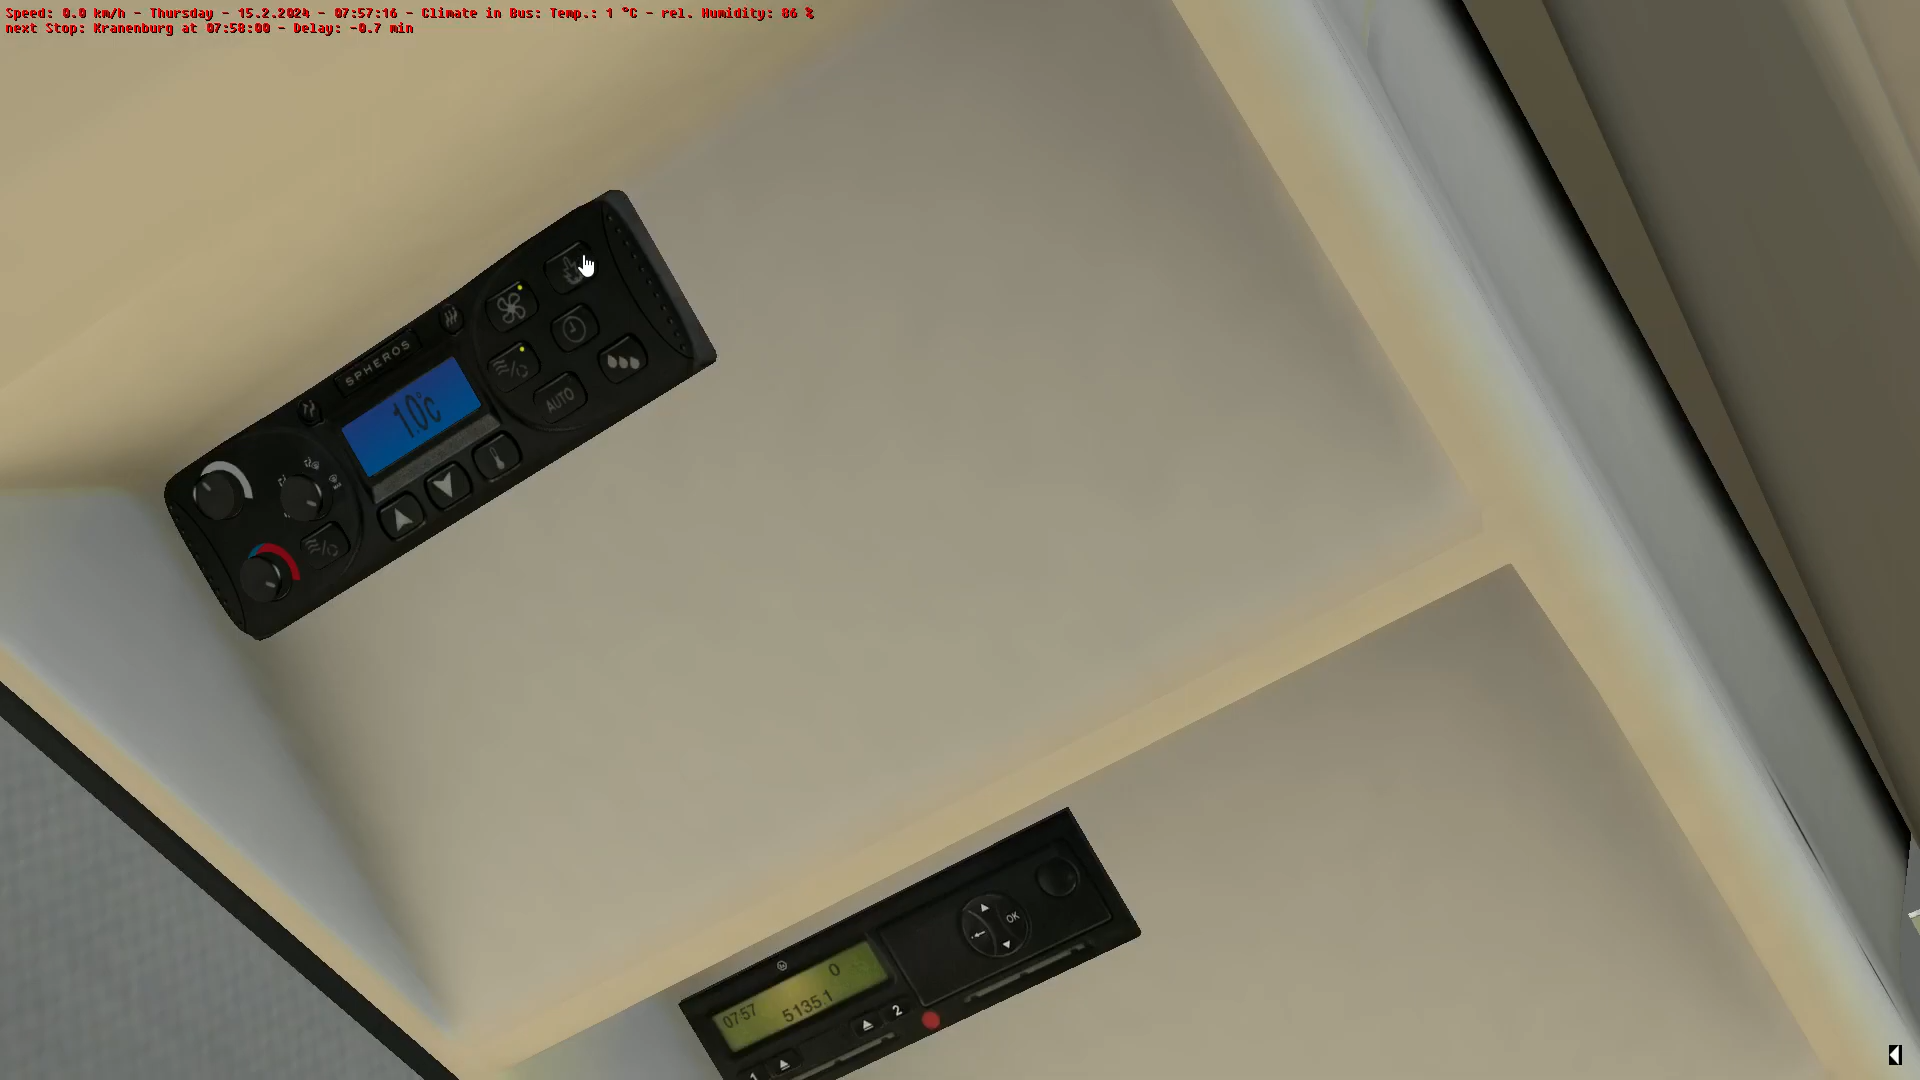 Speed: 0.0 km/h - Thursday - 15.2.2024 - 07:57:16 - Climate in Bus: Temp.: 1 °C - rel. Humidity: 86 %
next Stop: Kranenburg at 07:58:00 - Delay: -0.7 min
SPHEROS
1.0°c
AUTO
OK
0
07:57 5135.1
1 2